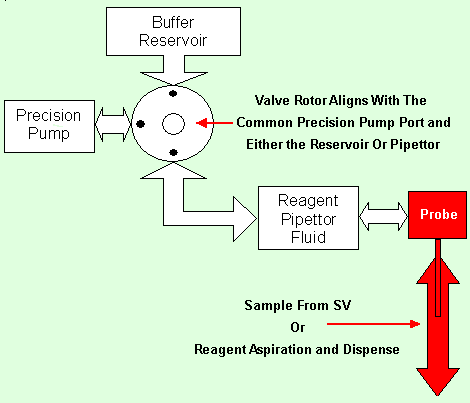 Buffer
Reservoir
Precision
Pump
Valve Rotor Aligns With The
Common Precision Pump Port and
Either the Reservoir Or Pipettor
Reagent
Pipettor
Fluid
Probe
Sample From SV
Or
Reagent Aspiration and Dispense